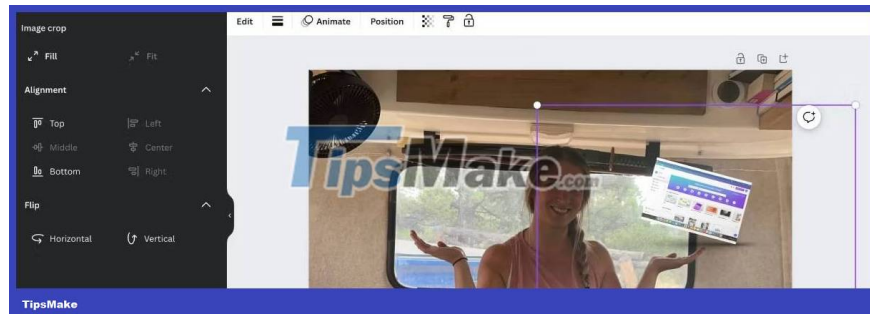 Edit Animate Position
Image crop
Fill Fit
Alignment
Top Left
Middle Center
Bottom Right
Flip
Horizontal Vertical
TipsMake.com
TipsMake